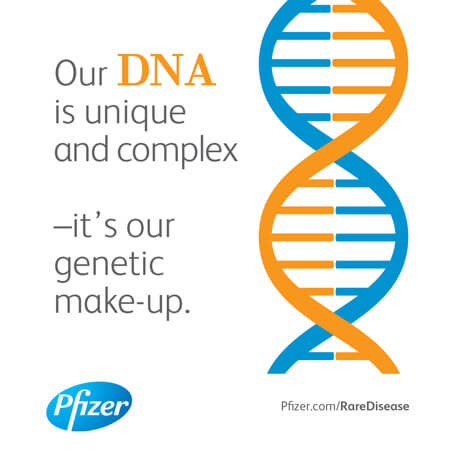 Our DNA
is unique
and complex
–it's our
genetic
make-up.
Pfizer
Pfizer.com/RareDisease